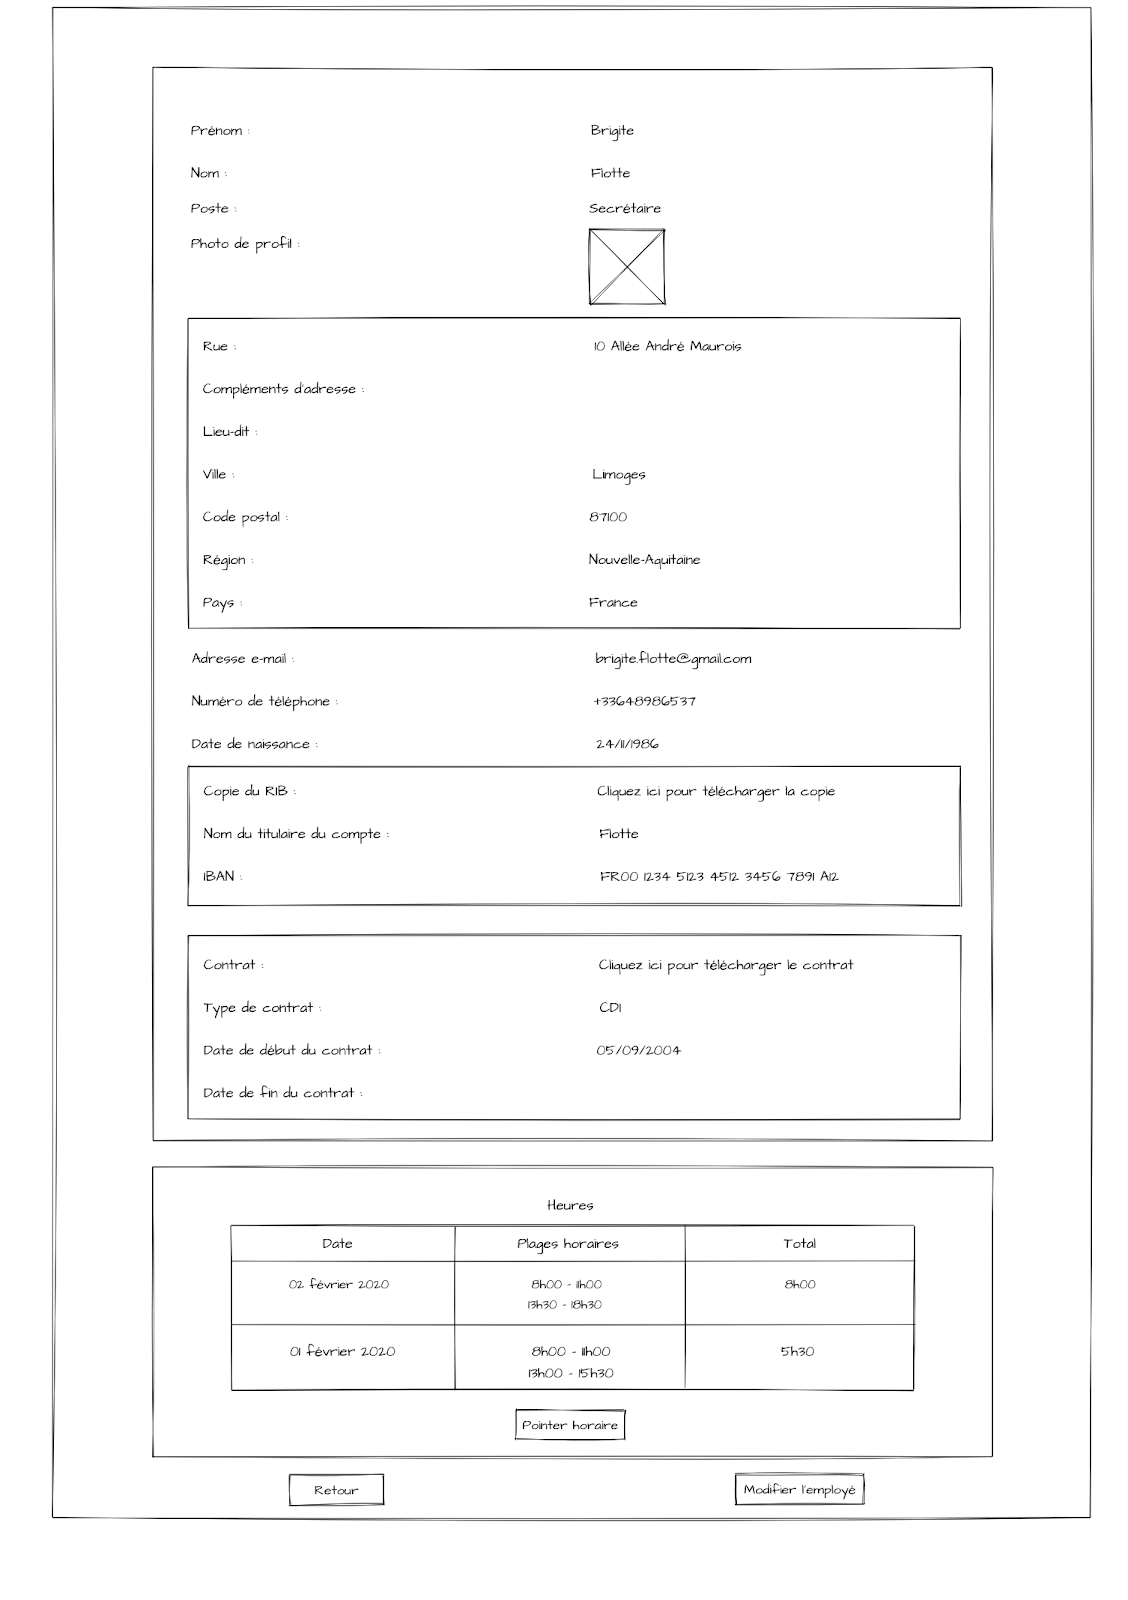 Prénom : Brigite
Nom : Flotte
Poste : Secrétaire
Photo de profil :
Rue : 10 Allée André Maurois
Compléments d'adresse :
Lieu-dit :
Ville : Limoges
Code postal : 87100
Région : Nouvelle-Aquitaine
Pays : France
Adresse e-mail : brigite.flotte@gmail.com
Numéro de téléphone : +33648986537
Date de naissance : 24/11/1986
Copie du RIB : Cliquez ici pour télécharger la copie
Nom du titulaire du compte : Flotte
IBAN : FR00 1234 5123 4512 3456 7891 A12
Contrat : Cliquez ici pour télécharger le contrat
Type de contrat : CDI
Date de début du contrat : 05/09/2004
Date de fin du contrat :
Heures
Date Plages horaires Total
02 février 2020 8h00 - 11h00 8h00
13h30 - 18h30
01 février 2020 8h00 - 11h00 5h30
13h00 - 15h30
Pointer horaire
Retour Modifier l'employé